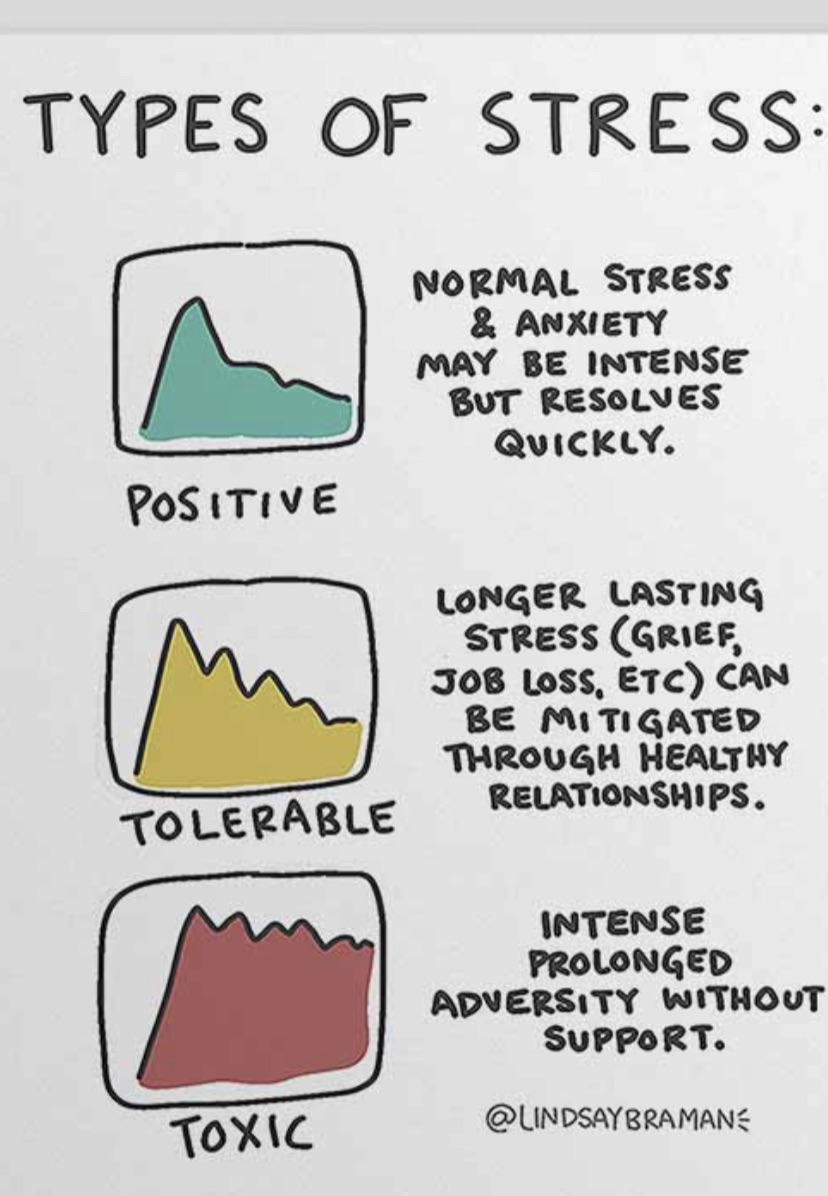 TYPES OF STRESS:
NORMAL STRESS
& ANXIETY
MAY BE INTENSE
BUT RESOLVES
QUICKLY.
POSITIVE
LONGER LASTING
STRESS (GRIEF,
JOB LOSS, ETC) CAN
BE MITIGATED
THROUGH HEALTHY
RELATIONSHIPS.
TOLERABLE
INTENSE
PROLONGED
ADVERSITY WITHOUT
SUPPORT.
TOXIC
@LINDSAYBRAMAN